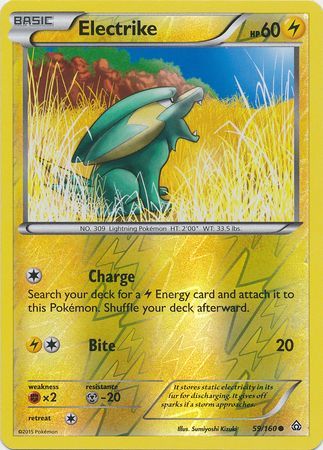 BASIC Electrike HP60
NO. 309 Lightning Pokémon HT: 2'00" WT: 33.5 lbs.
Charge
Search your deck for a Energy card and attach it to
this Pokémon. Shuffle your deck afterward.
Bite 20
weakness resistance
×2 -20
retreat
It stores static electricity in its
fur for discharging. It gives off
sparks if a storm approaches.
©2015 Pokémon Illus. Sumiyoshi Kizuki 59/160